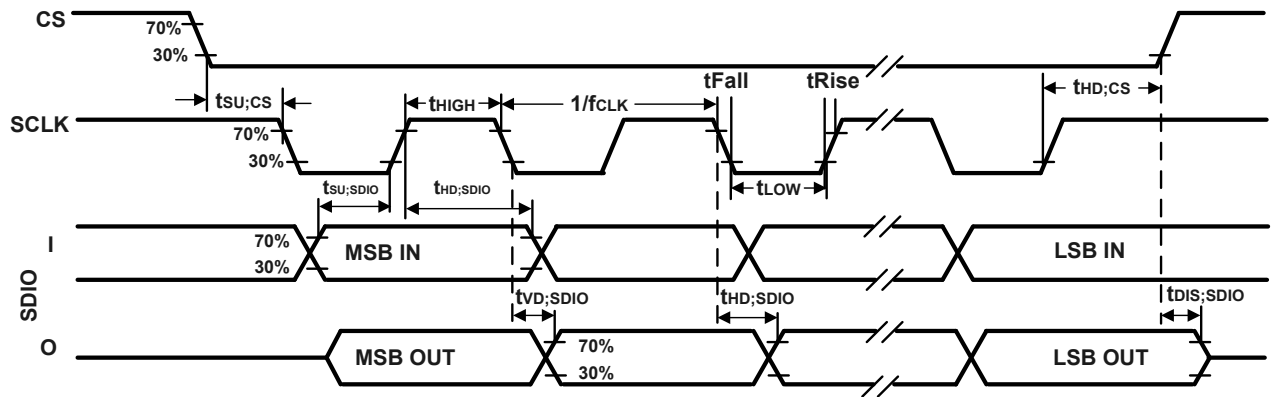 CS
70%
30%
tSU;CS
tHIGH
1/fCLK
tFall
tRise
tHD;CS
SCLK
70%
30%
tSU;SDIO
tHD;SDIO
tLOW
SDIO
I
70%
30%
MSB IN
LSB IN
tVD;SDIO
tHD;SDIO
tDIS;SDIO
O
MSB OUT
70%
30%
LSB OUT